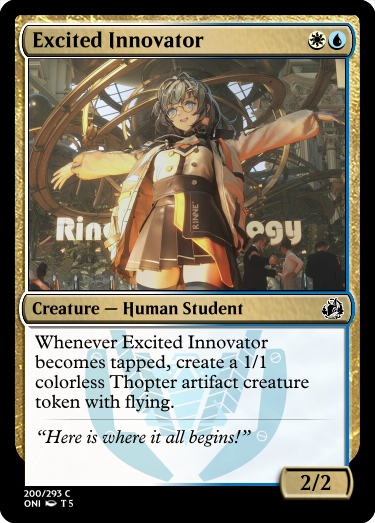 Excited Innovator
RINNE
Creature — Human Student
Whenever Excited Innovator
becomes tapped, create a 1/1
colorless Thopter artifact creature
token with flying.
“Here is where it all begins!”
2/2
200/293 C
ONI T5